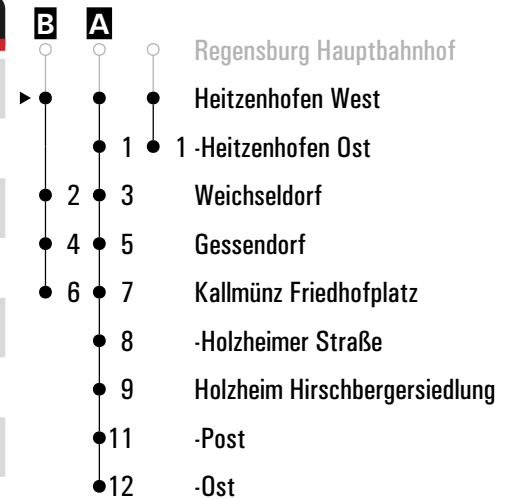 B A
Regensburg Hauptbahnhof
Heitzenhofen West
1 1 -Heitzenhofen Ost
2 3 Weichseldorf
4 5 Gessendorf
6 7 Kallmünz Friedhofplatz
8 -Holzheimer Straße
9 Holzheim Hirschbergersiedlung
11 -Post
12 -Ost